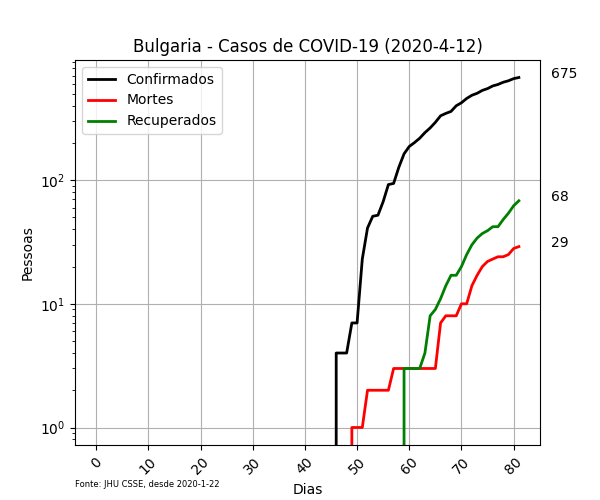 Bulgaria - Casos de COVID-19 (2020-4-12)
Confirmados
Mortes
Recuperados
675
68
29
10²
10¹
10⁰
Pessoas
0 10 20 30 40 50 60 70 80
Dias
Fonte: JHU CSSE, desde 2020-1-22